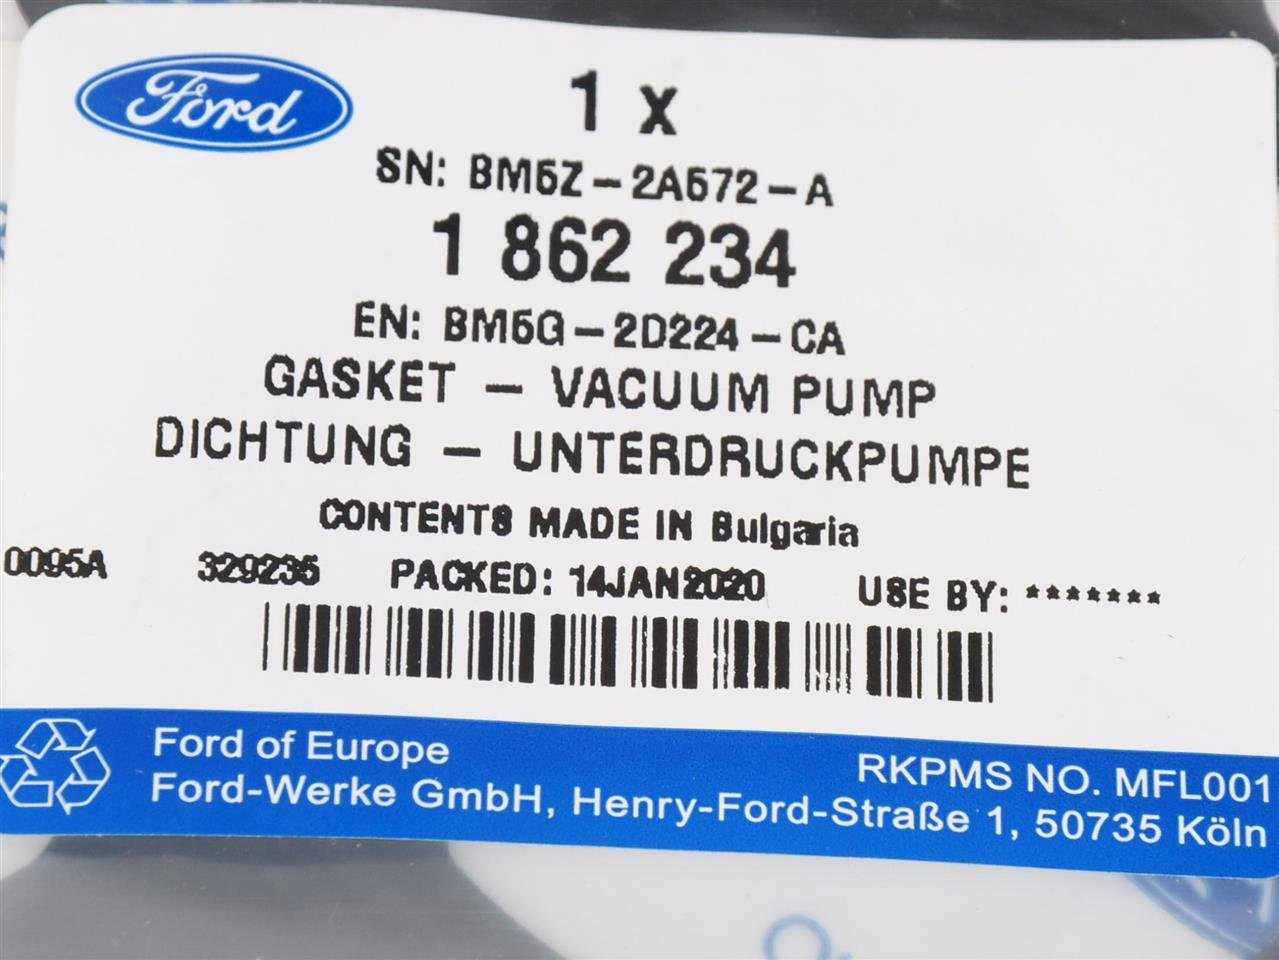 Ford
1 x
SN: BM5Z-2A572-A
1 862 234
EN: BM5G-2D224-CA
GASKET - VACUUM PUMP
DICHTUNG - UNTERDRUCKPUMPE
CONTENTS MADE IN Bulgaria
0095A 329235 PACKED: 14JAN2020 USE BY: *******
Ford of Europe
RKPMS NO. MFL001
Ford-Werke GmbH, Henry-Ford-Straße 1, 50735 Köln